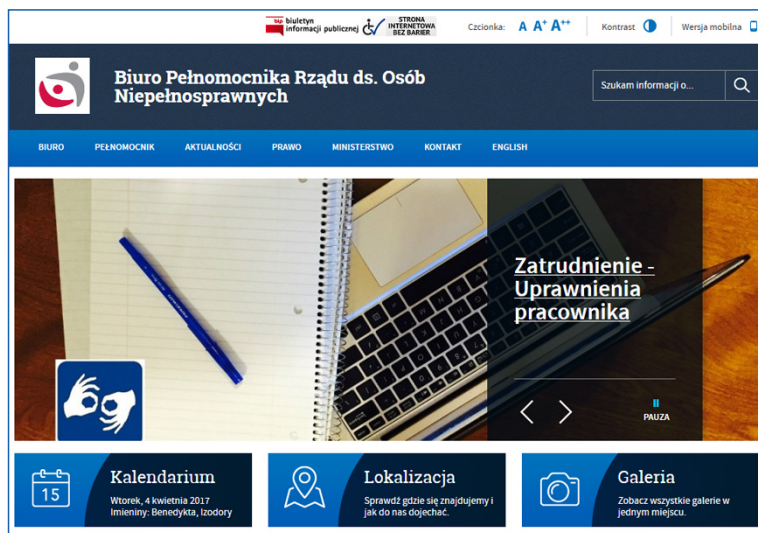 bip biuletyn informacji publicznej
STRONA INTERNETOWA BEZ BARIER
Czcionka: A A+ A++
Kontrast
Wersja mobilna
Biuro Pełnomocnika Rządu ds. Osób
Niepełnosprawnych
Szukam informacji o...
BIURO PEŁNOMOCNIK AKTUALNOŚCI PRAWO MINISTERSTWO KONTAKT ENGLISH
Zatrudnienie -
Uprawnienia
pracownika
PAUZA
15
Kalendarium
Wtorek, 4 kwietnia 2017
Imieniny: Benedykta, Izodory
Lokalizacja
Sprawdź gdzie się znajdujemy i
jak do nas dojechać.
Galeria
Zobacz wszystkie galerie w
jednym miejscu.